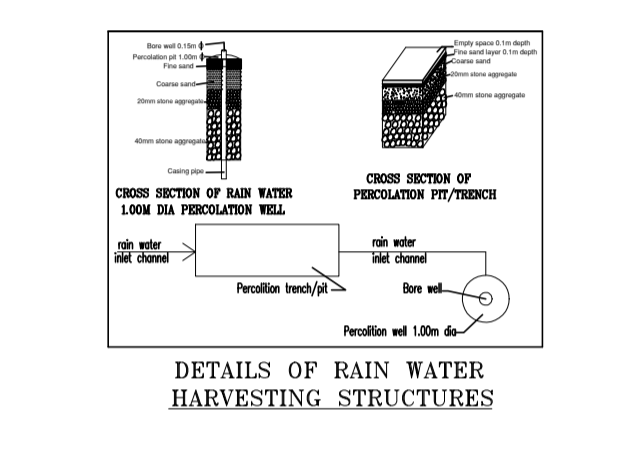 Bore well 0.15m ϕ
Percolation pit 1.00m ϕ
Fine sand
Coarse sand
20mm stone aggregate
40mm stone aggregate
Casing pipe
CROSS SECTION OF RAIN WATER
1.00M DIA PERCOLATION WELL
Empty space 0.1m depth
Fine sand layer 0.1m depth
Coarse sand
20mm stone aggregate
40mm stone aggregate
CROSS SECTION OF
PERCOLATION PIT/TRENCH
rain water
inlet channel
Percolition trench/pit
rain water
inlet channel
Bore well
Percolition well 1.00m dia
DETAILS OF RAIN WATER
HARVESTING STRUCTURES